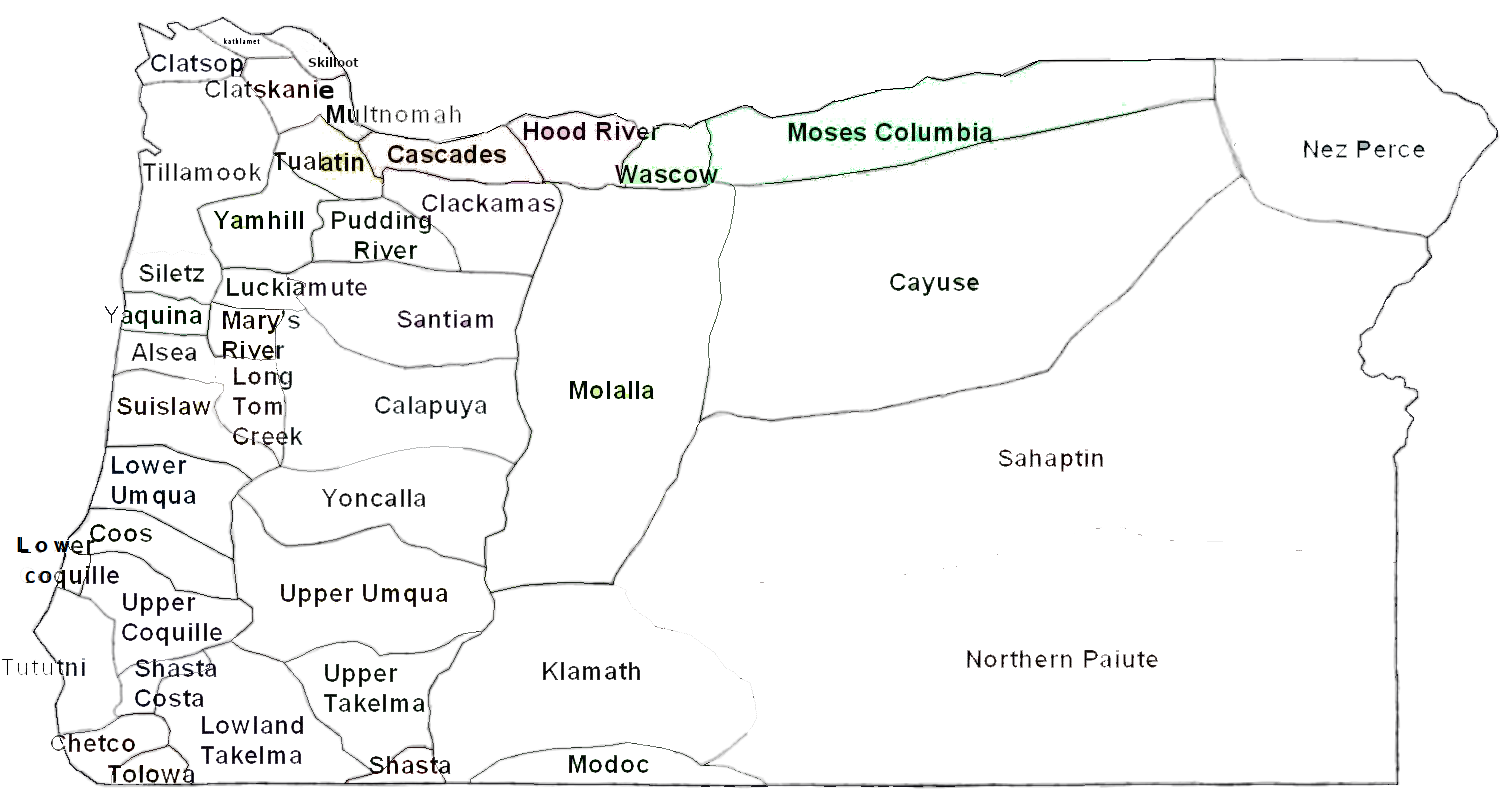 kathlamet
Clatsop
Skilloot
Clatskanie
Multnomah
Hood River
Moses Columbia
Nez Perce
Tualatin
Cascades
Tillamook
Wascow
Clackamas
Yamhill
Pudding
River
Siletz
Luckiamute
Cayuse
Yaquina
Mary's
River
Santiam
Alsea
Long
Tom
Creek
Molalla
Suislaw
Calapuya
Lower
Umqua
Sahaptin
Yoncalla
Coos
Lower
coquille
Upper Umqua
Upper
Coquille
Tututni
Shasta
Costa
Upper
Takelma
Klamath
Northern Paiute
Lowland
Takelma
Chetco
Tolowa
Shasta
Modoc